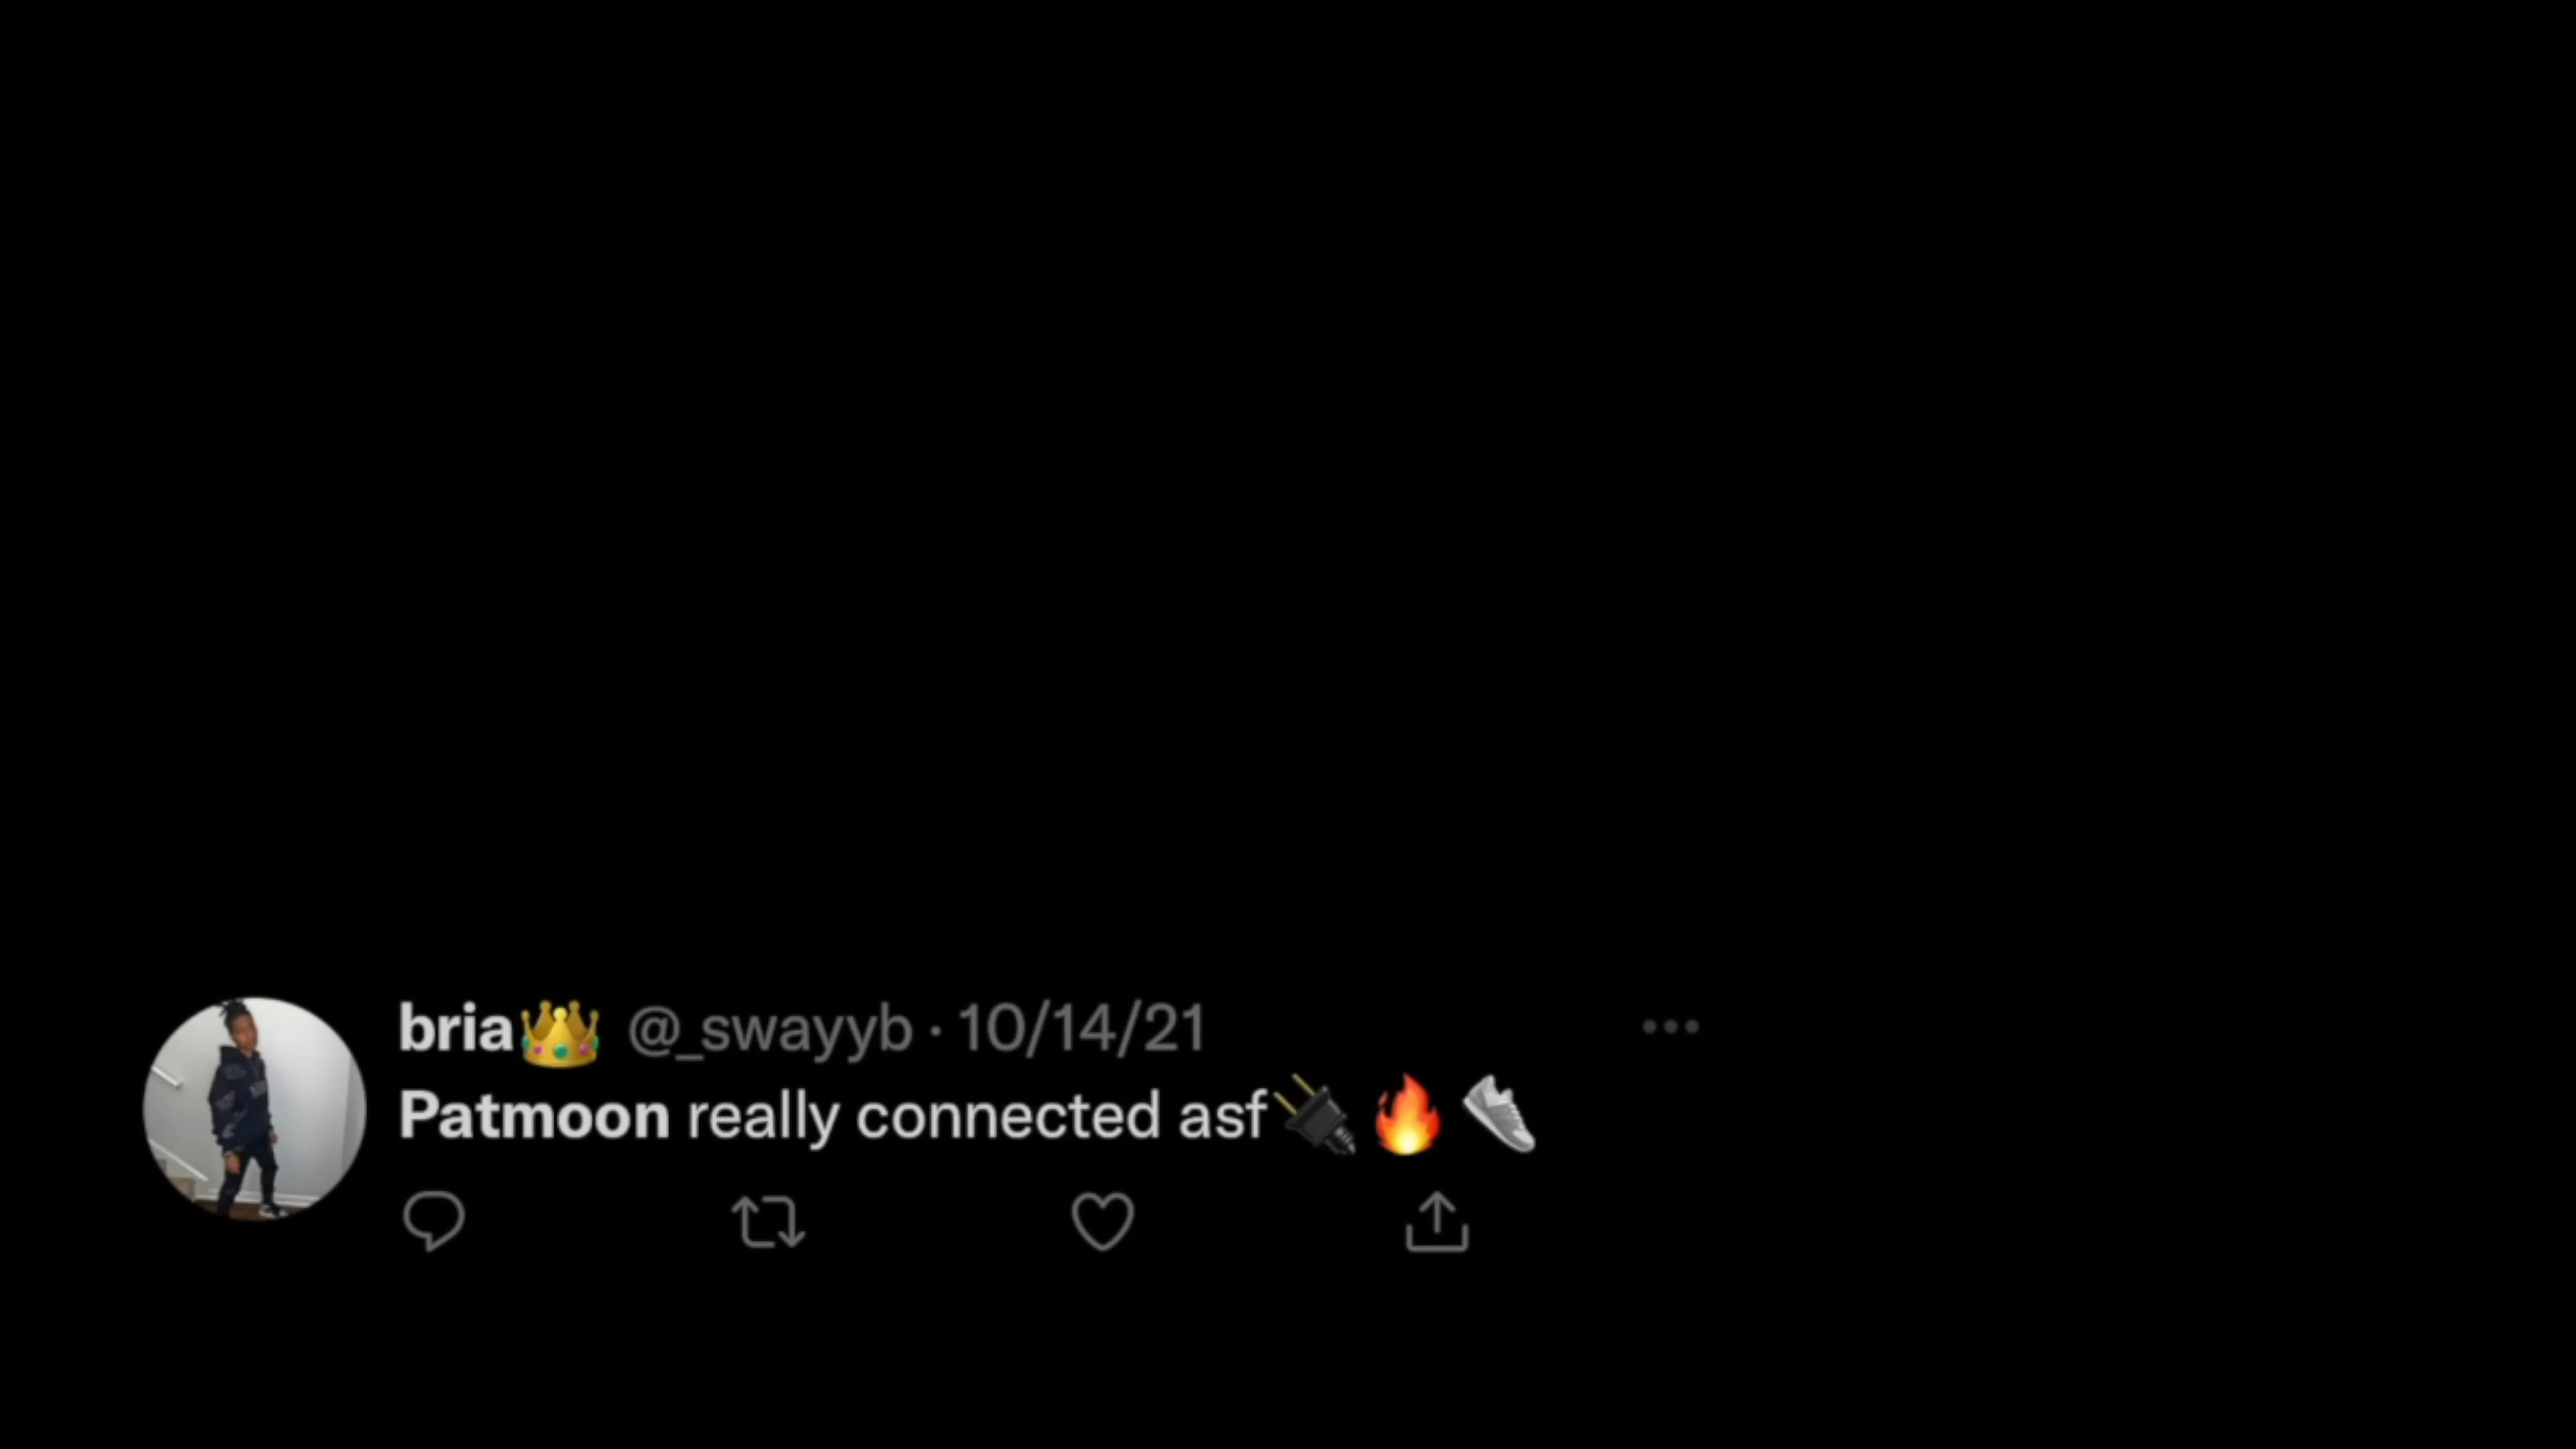 bria👑 @_swayyb · 10/14/21
Patmoon really connected asf🔌🔥👟